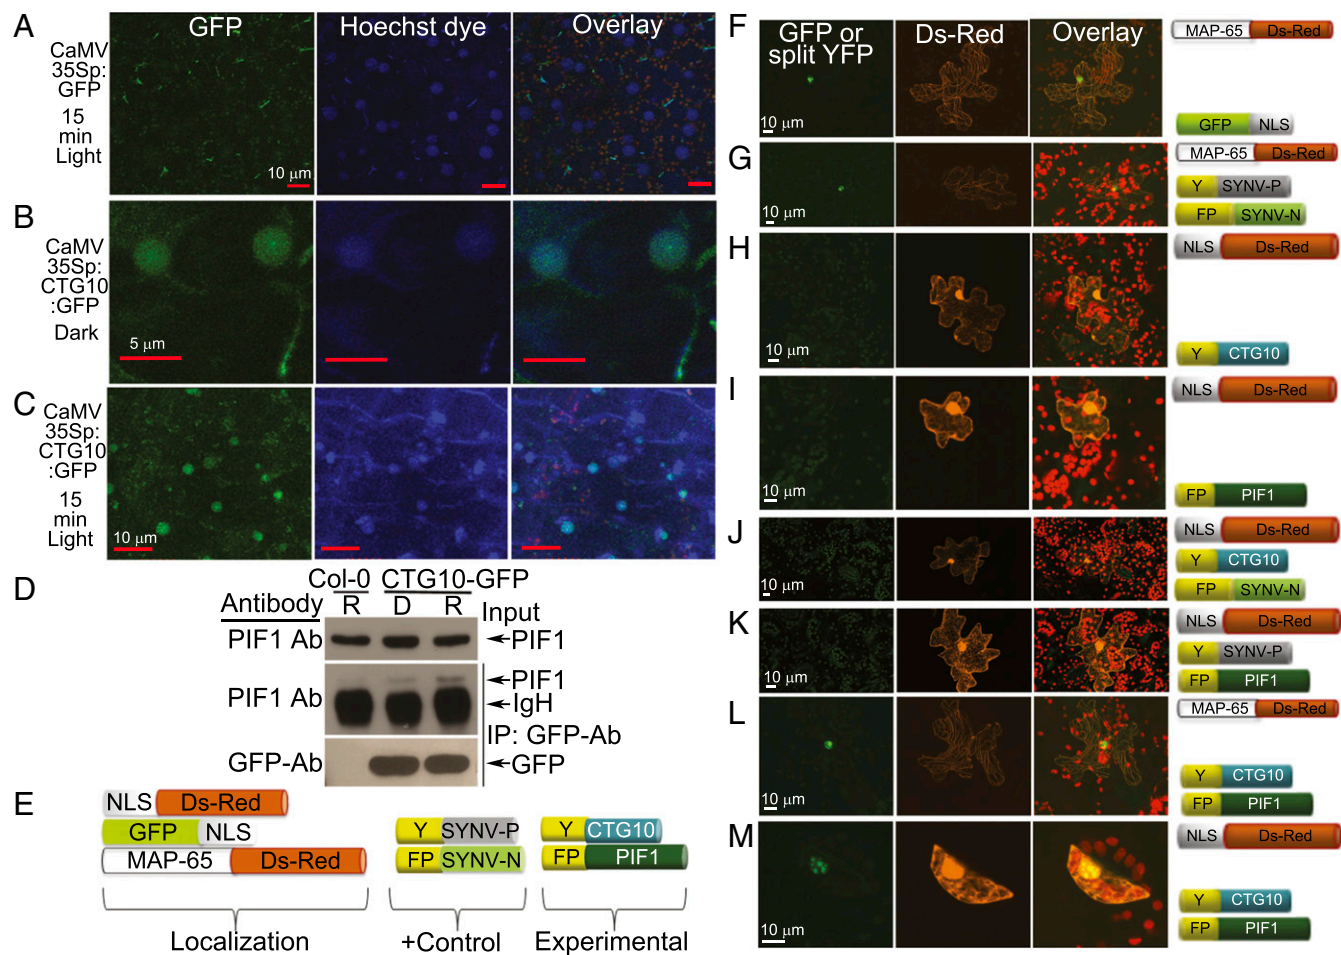 A
GFP
Hoechst dye
Overlay
CaMV
35Sp:
GFP
15
min
Light
10 μm
B
CaMV
35Sp:
CTG10
:GFP
Dark
5 μm
C
CaMV
35Sp:
CTG10
:GFP
15
min
Light
10 μm
D
Col-0
CTG10-GFP
Antibody
R
D
R
Input
PIF1 Ab
PIF1
PIF1 Ab
PIF1
IgH
IP: GFP-Ab
GFP-Ab
GFP
E
NLS
Ds-Red
GFP
NLS
MAP-65
Ds-Red
Localization
Y
SYNV-P
FP
SYNV-N
+Control
Y
CTG10
FP
PIF1
Experimental
F
GFP or
split YFP
Ds-Red
Overlay
10 μm
MAP-65
Ds-Red
GFP
NLS
G
10 μm
MAP-65
Ds-Red
Y
SYNV-P
FP
SYNV-N
H
10 μm
NLS
Ds-Red
Y
CTG10
I
10 μm
NLS
Ds-Red
FP
PIF1
J
10 μm
NLS
Ds-Red
Y
CTG10
FP
SYNV-N
K
10 μm
NLS
Ds-Red
Y
SYNV-P
FP
PIF1
L
10 μm
MAP-65
Ds-Red
Y
CTG10
FP
PIF1
M
10 μm
NLS
Ds-Red
Y
CTG10
FP
PIF1